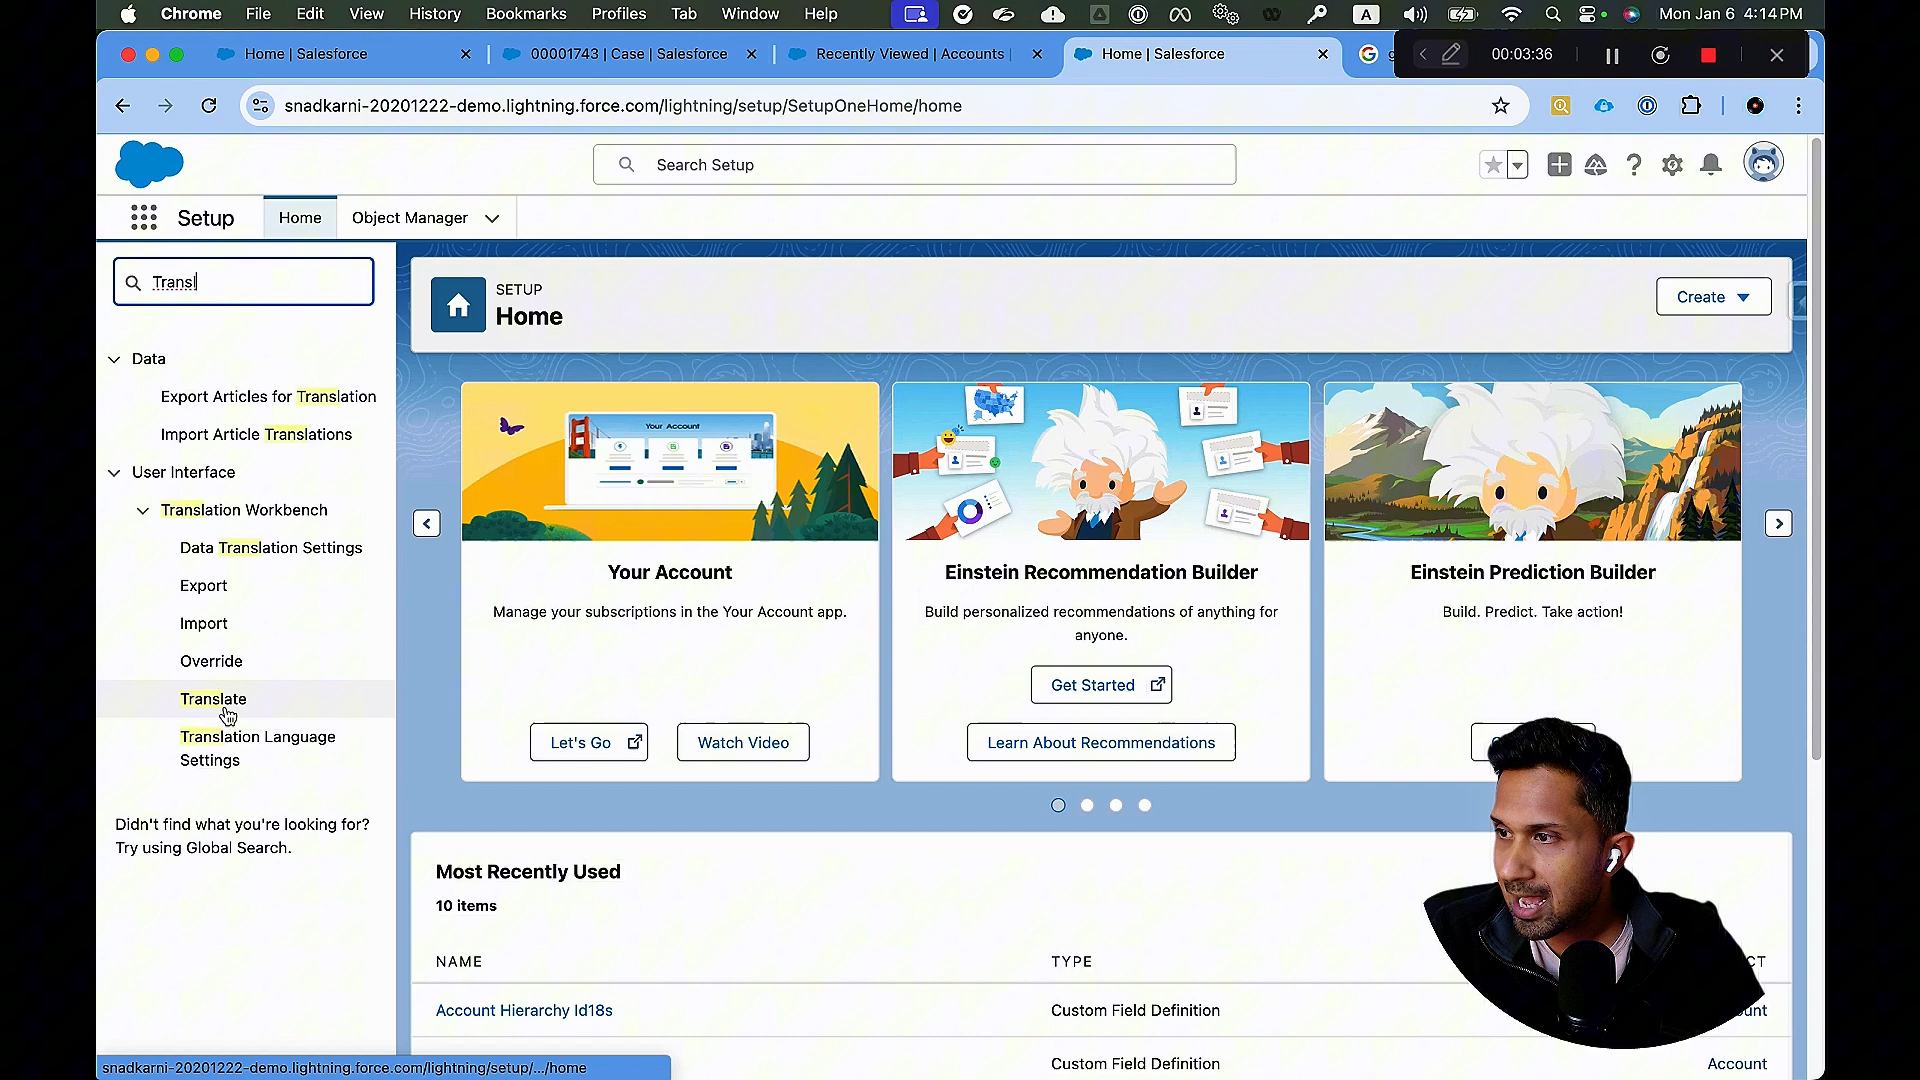 Chrome File Edit View History Bookmarks Profiles Tab Window Help A Mon Jan 6 4:14 PM
Home | Salesforce 00001743 | Case | Salesforce Recently Viewed | Accounts | Home | Salesforce 00:03:36
snadkarni-20201222-demo.lightning.force.com/lightning/setup/SetupOneHome/home
Search Setup
Setup Home Object Manager
Transl
Data
Export Articles for Translation
Import Article Translations
User Interface
Translation Workbench
Data Translation Settings
Export
Import
Override
Translate
Translation Language
Settings
Didn't find what you're looking for?
Try using Global Search.
SETUP
Home
Create
Your Account
Your Account
Manage your subscriptions in the Your Account app.
Let's Go Watch Video
Einstein Recommendation Builder
Build personalized recommendations of anything for
anyone.
Get Started
Learn About Recommendations
Einstein Prediction Builder
Build. Predict. Take action!
Most Recently Used
10 items
NAME TYPE CT
Account Hierarchy Id18s Custom Field Definition unt
Custom Field Definition Account
snadkarni-20201222-demo.lightning.force.com/lightning/setup/.../home